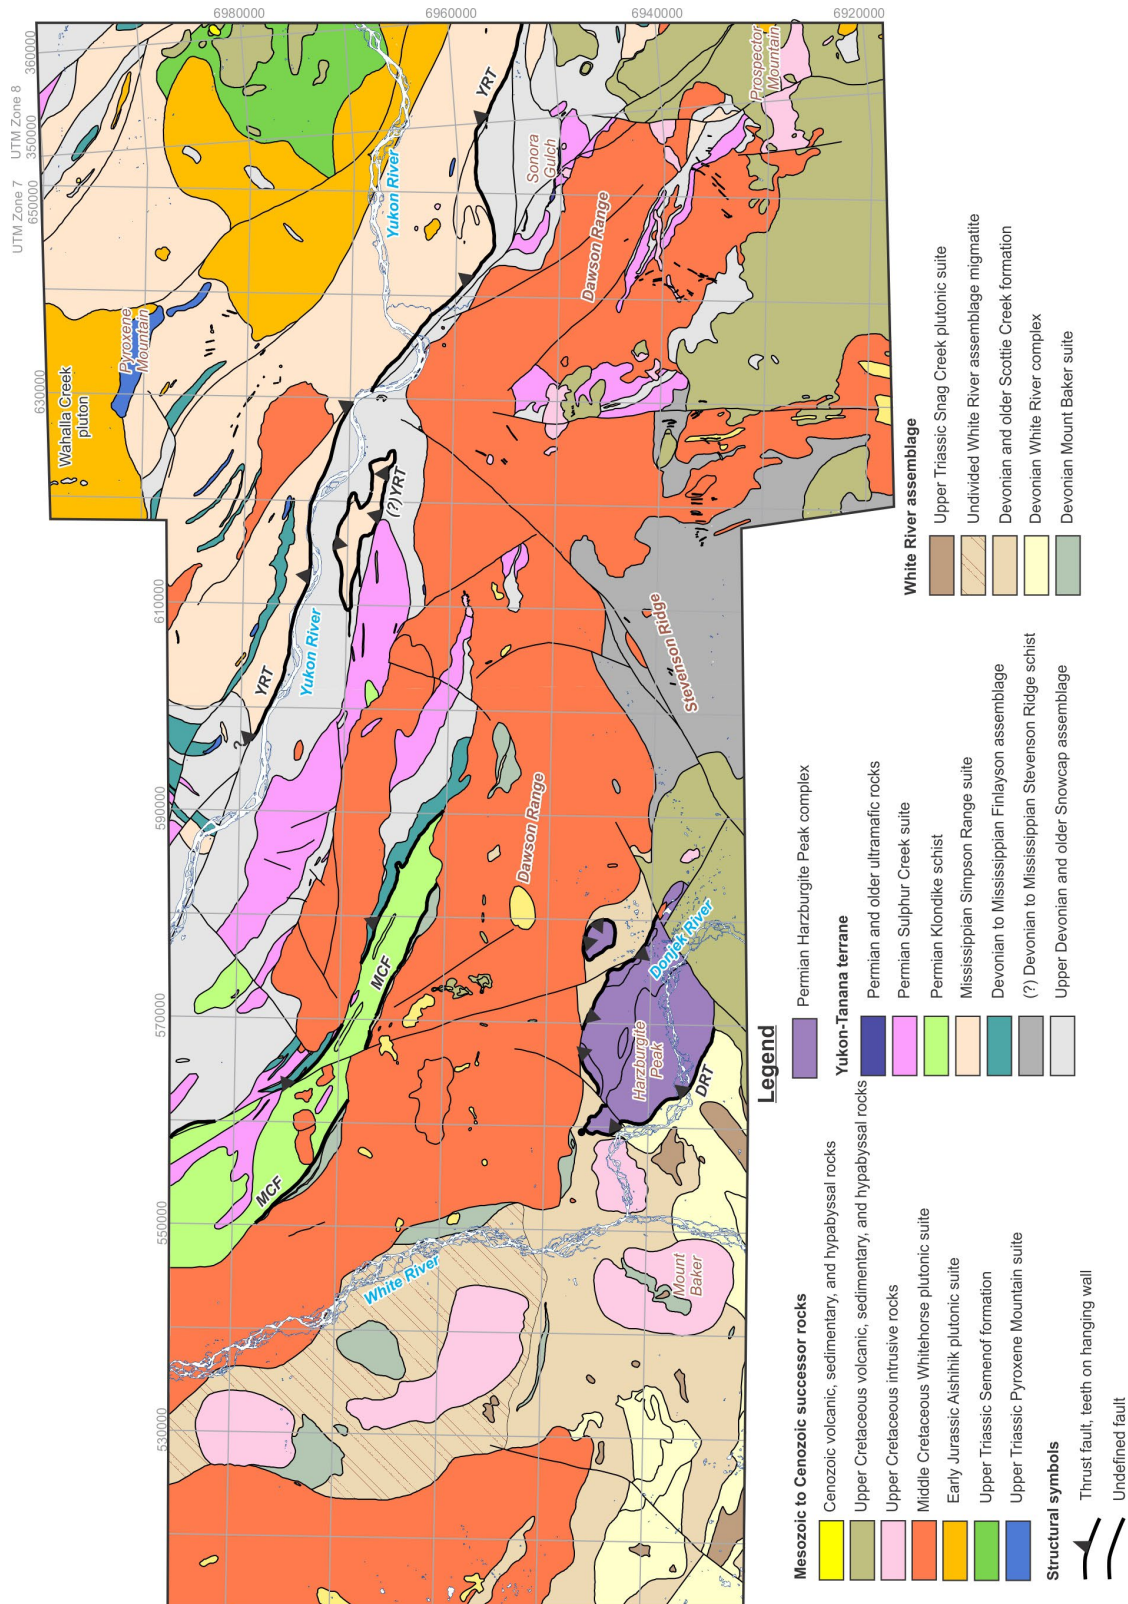 UTM Zone 7
UTM Zone 8
630000
650000
350000
360000
6980000
6960000
6940000
6920000
610000
590000
570000
550000
530000
Wahalla Creek
pluton
Pyroxene
Mountain
Yukon River
YRT
Sonora
Gulch
Prospector
Mountain
Dawson Range
(?)YRT
?
YRT
?
Yukon River
Stevenson Ridge
Dawson Range
MCF
MCF
Donjek River
Harzburgite
Peak
DRT
White River
Mount
Baker
Legend
Mesozoic to Cenozoic successor rocks
Cenozoic volcanic, sedimentary, and hypabyssal rocks
Upper Cretaceous volcanic, sedimentary, and hypabyssal rocks
Upper Cretaceous intrusive rocks
Middle Cretaceous Whitehorse plutonic suite
Early Jurassic Aishihik plutonic suite
Upper Triassic Semenof formation
Upper Triassic Pyroxene Mountain suite
Structural symbols
Thrust fault, teeth on hanging wall
Undefined fault
Permian Harzburgite Peak complex
Yukon-Tanana terrane
Permian and older ultramafic rocks
Permian Sulphur Creek suite
Permian Klondike schist
Mississippian Simpson Range suite
Devonian to Mississippian Finlayson assemblage
(?) Devonian to Mississippian Stevenson Ridge schist
Upper Devonian and older Snowcap assemblage
White River assemblage
Upper Triassic Snag Creek plutonic suite
Undivided White River assemblage migmatite
Devonian and older Scottie Creek formation
Devonian White River complex
Devonian Mount Baker suite